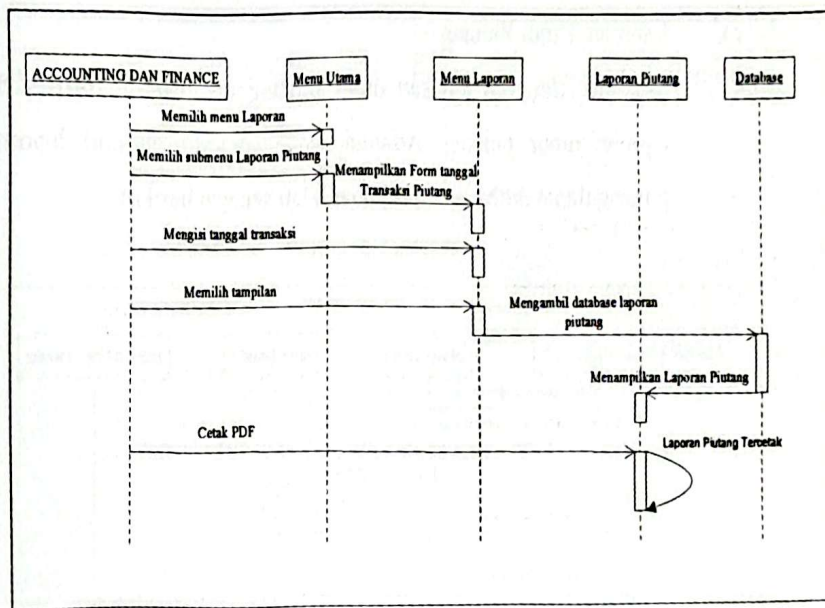 ACCOUNTING DAN FINANCE
Menu Utama
Menu Laporan
Laporan Piutang
Database
Memilih menu Laporan
Memilih submenu Laporan Piutang
Menampilkan Form tanggal
Transaksi Piutang
Mengisi tanggal transaksi
Memilih tampilan
Mengambil database laporan
piutang
Menampilkan Laporan Piutang
Cetak PDF
Laporan Piutang Tercetak